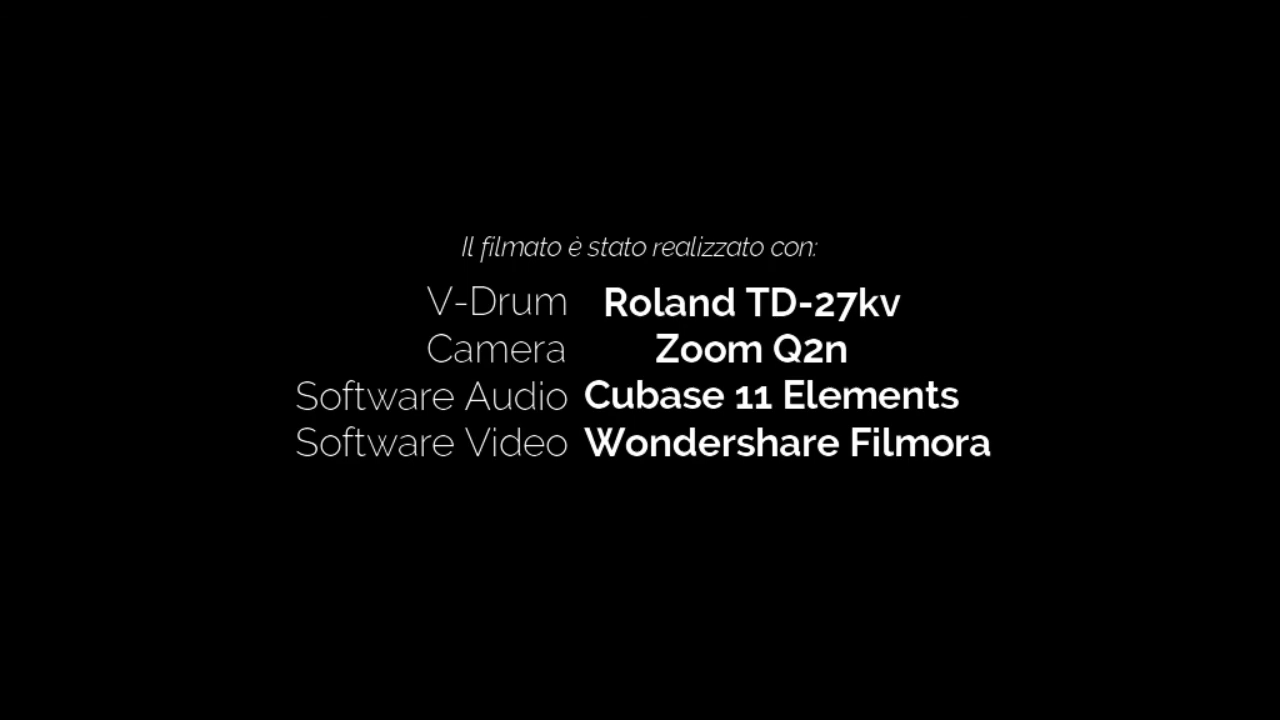 Il filmato è stato realizzato con:
V-Drum Roland TD-27kv
Camera Zoom Q2n
Software Audio Cubase 11 Elements
Software Video Wondershare Filmora